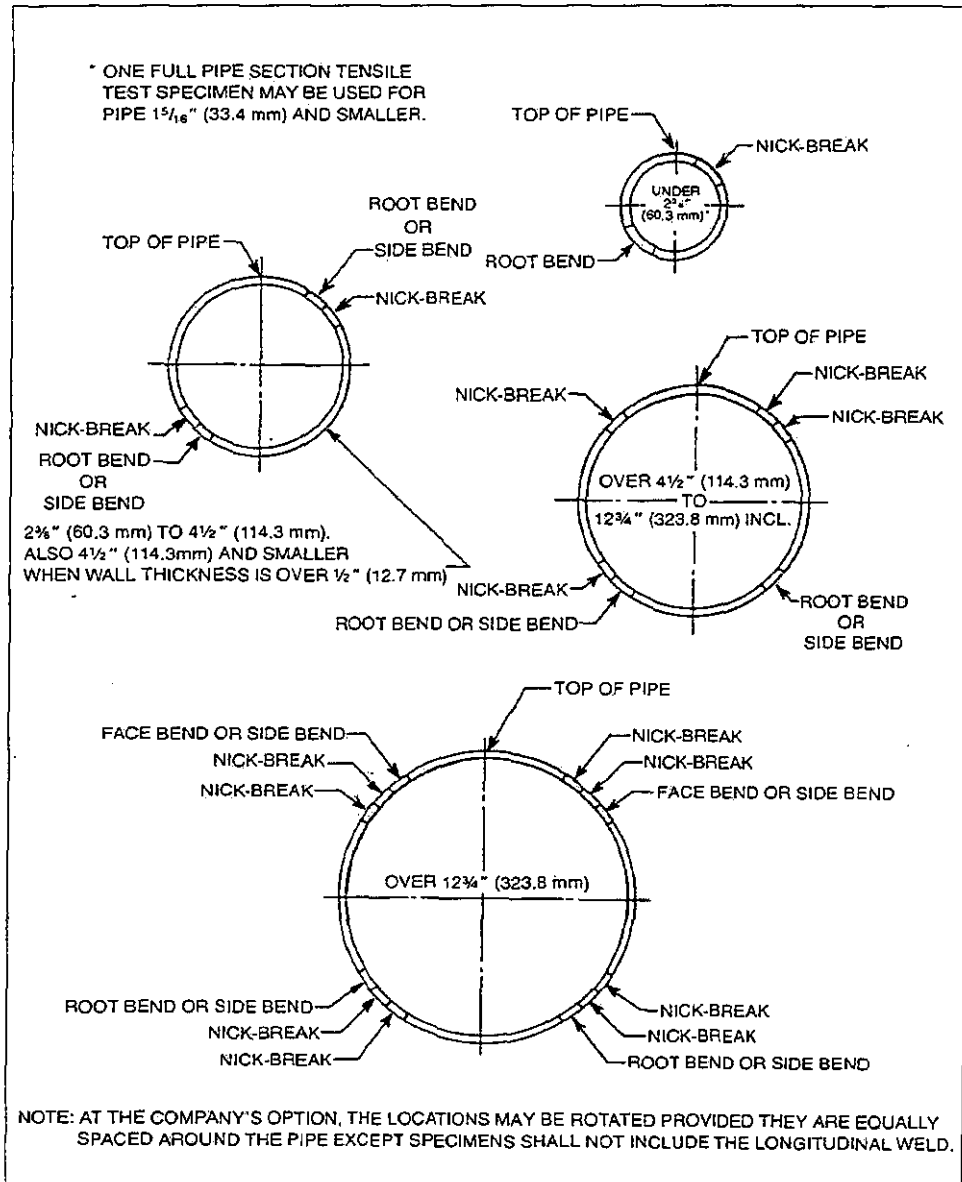 * ONE FULL PIPE SECTION TENSILE
TEST SPECIMEN MAY BE USED FOR
PIPE 1⁵/₁₆" (33.4 mm) AND SMALLER.
TOP OF PIPE
NICK-BREAK
UNDER
2¾"
(60.3 mm)*
ROOT BEND
ROOT BEND
OR
SIDE BEND
TOP OF PIPE
NICK-BREAK
NICK-BREAK
ROOT BEND
OR
SIDE BEND
2⅜" (60.3 mm) TO 4½" (114.3 mm).
ALSO 4½" (114.3mm) AND SMALLER
WHEN WALL THICKNESS IS OVER ½" (12.7 mm)
TOP OF PIPE
NICK-BREAK
NICK-BREAK
NICK-BREAK
OVER 4½" (114.3 mm)
TO
12¾" (323.8 mm) INCL.
NICK-BREAK
ROOT BEND OR SIDE BEND
ROOT BEND
OR
SIDE BEND
TOP OF PIPE
FACE BEND OR SIDE BEND
NICK-BREAK
NICK-BREAK
NICK-BREAK
NICK-BREAK
FACE BEND OR SIDE BEND
OVER 12¾" (323.8 mm)
ROOT BEND OR SIDE BEND
NICK-BREAK
NICK-BREAK
NICK-BREAK
NICK-BREAK
ROOT BEND OR SIDE BEND
NOTE: AT THE COMPANY'S OPTION, THE LOCATIONS MAY BE ROTATED PROVIDED THEY ARE EQUALLY
SPACED AROUND THE PIPE EXCEPT SPECIMENS SHALL NOT INCLUDE THE LONGITUDINAL WELD.